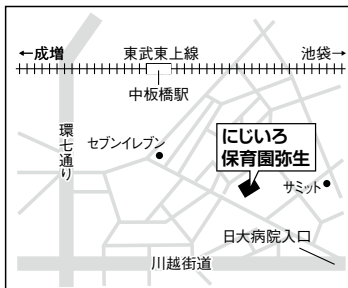 ←成増
東武東上線
池袋→
中板橋駅
環七通り
セブンイレブン
にじいろ
保育園弥生
サミット
日大病院入口
川越街道